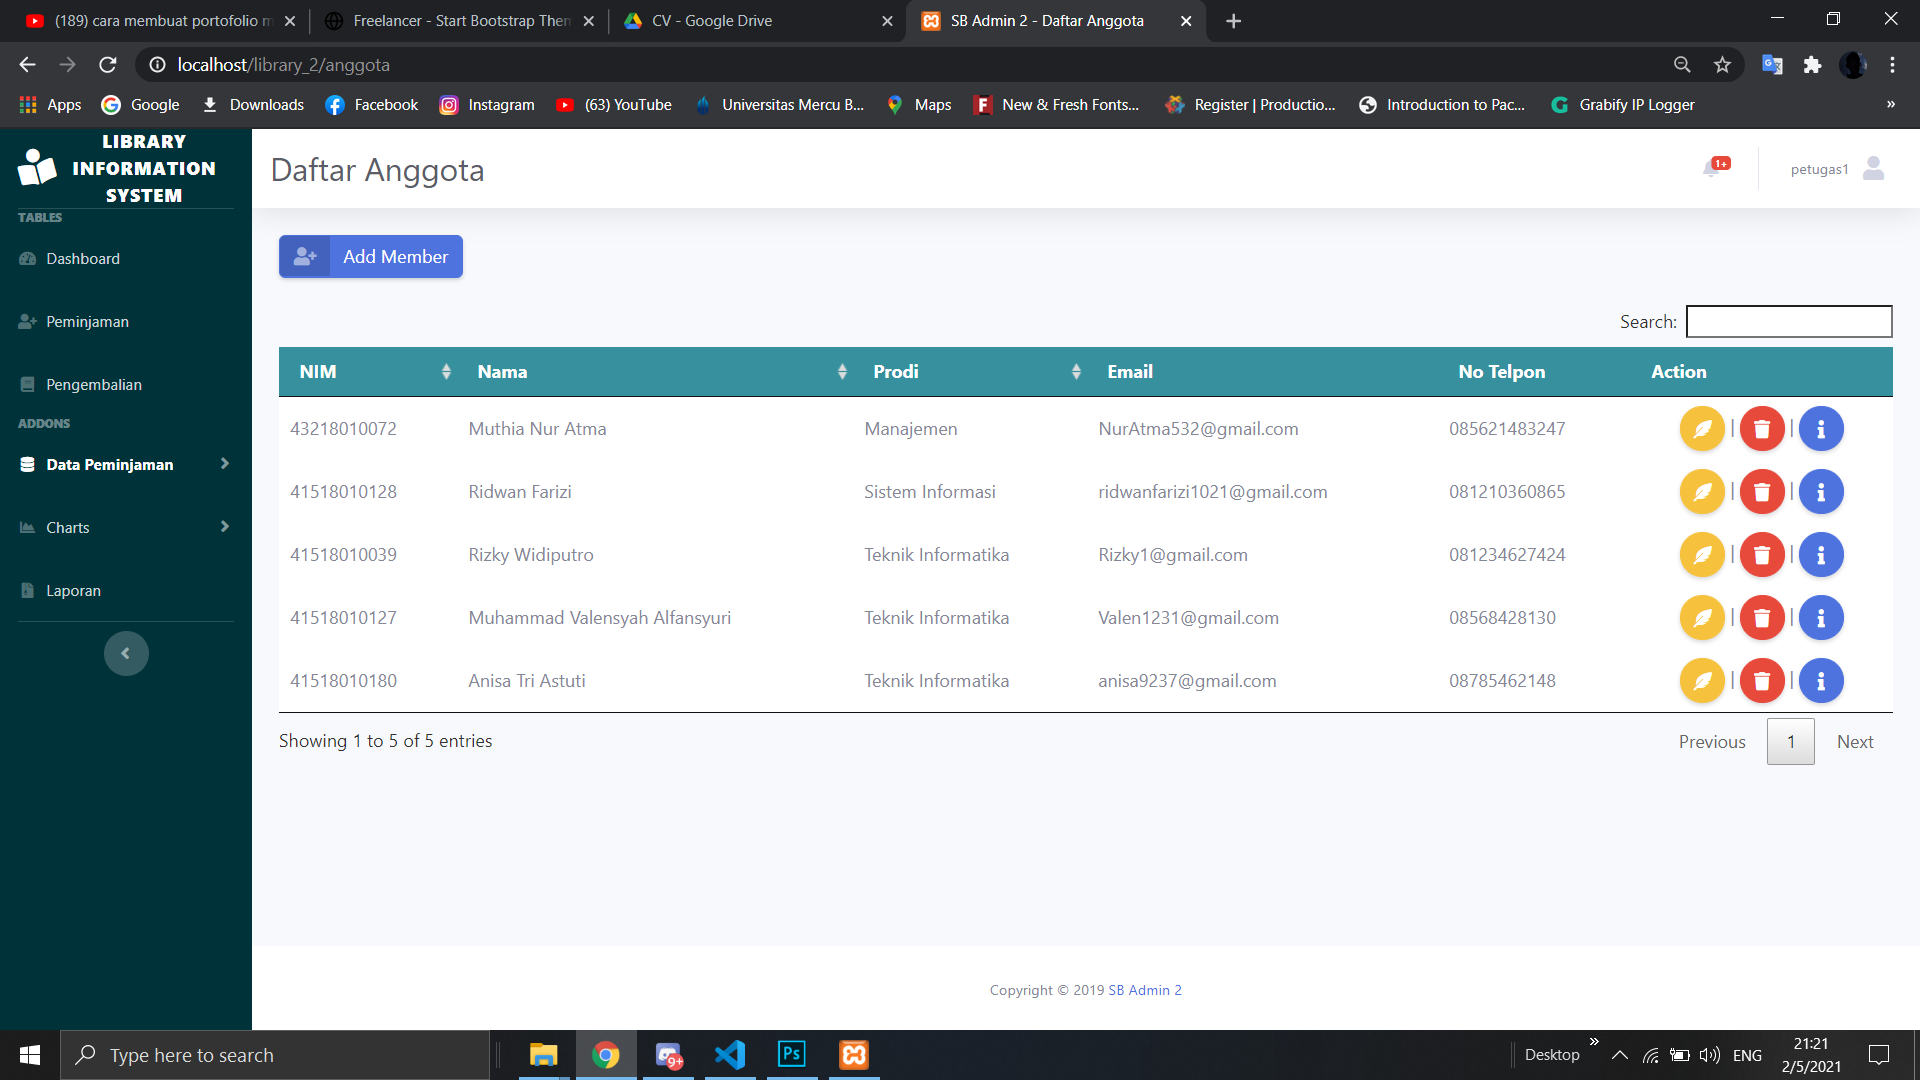 (189) cara membuat portofolio m
Freelancer - Start Bootstrap Them
CV - Google Drive
SB Admin 2 - Daftar Anggota
localhost/library_2/anggota
Apps
Google
Downloads
Facebook
Instagram
(63) YouTube
Universitas Mercu B...
Maps
New & Fresh Fonts...
Register | Productio...
Introduction to Pac...
Grabify IP Logger
»
LIBRARY
INFORMATION
SYSTEM
TABLES
Dashboard
Peminjaman
Pengembalian
ADDONS
Data Peminjaman
Charts
Laporan
Daftar Anggota
1+
petugas1
Add Member
Search:
NIM Nama Prodi Email No Telpon Action
43218010072 Muthia Nur Atma Manajemen NurAtma532@gmail.com 085621483247 | |
41518010128 Ridwan Farizi Sistem Informasi ridwanfarizi1021@gmail.com 081210360865 | |
41518010039 Rizky Widiputro Teknik Informatika Rizky1@gmail.com 081234627424 | |
41518010127 Muhammad Valensyah Alfansyuri Teknik Informatika Valen1231@gmail.com 08568428130 | |
41518010180 Anisa Tri Astuti Teknik Informatika anisa9237@gmail.com 08785462148 | |
Showing 1 to 5 of 5 entries
Previous 1 Next
Copyright © 2019 SB Admin 2
Type here to search
9+
Ps
Desktop
»
ENG
21:21
2/5/2021